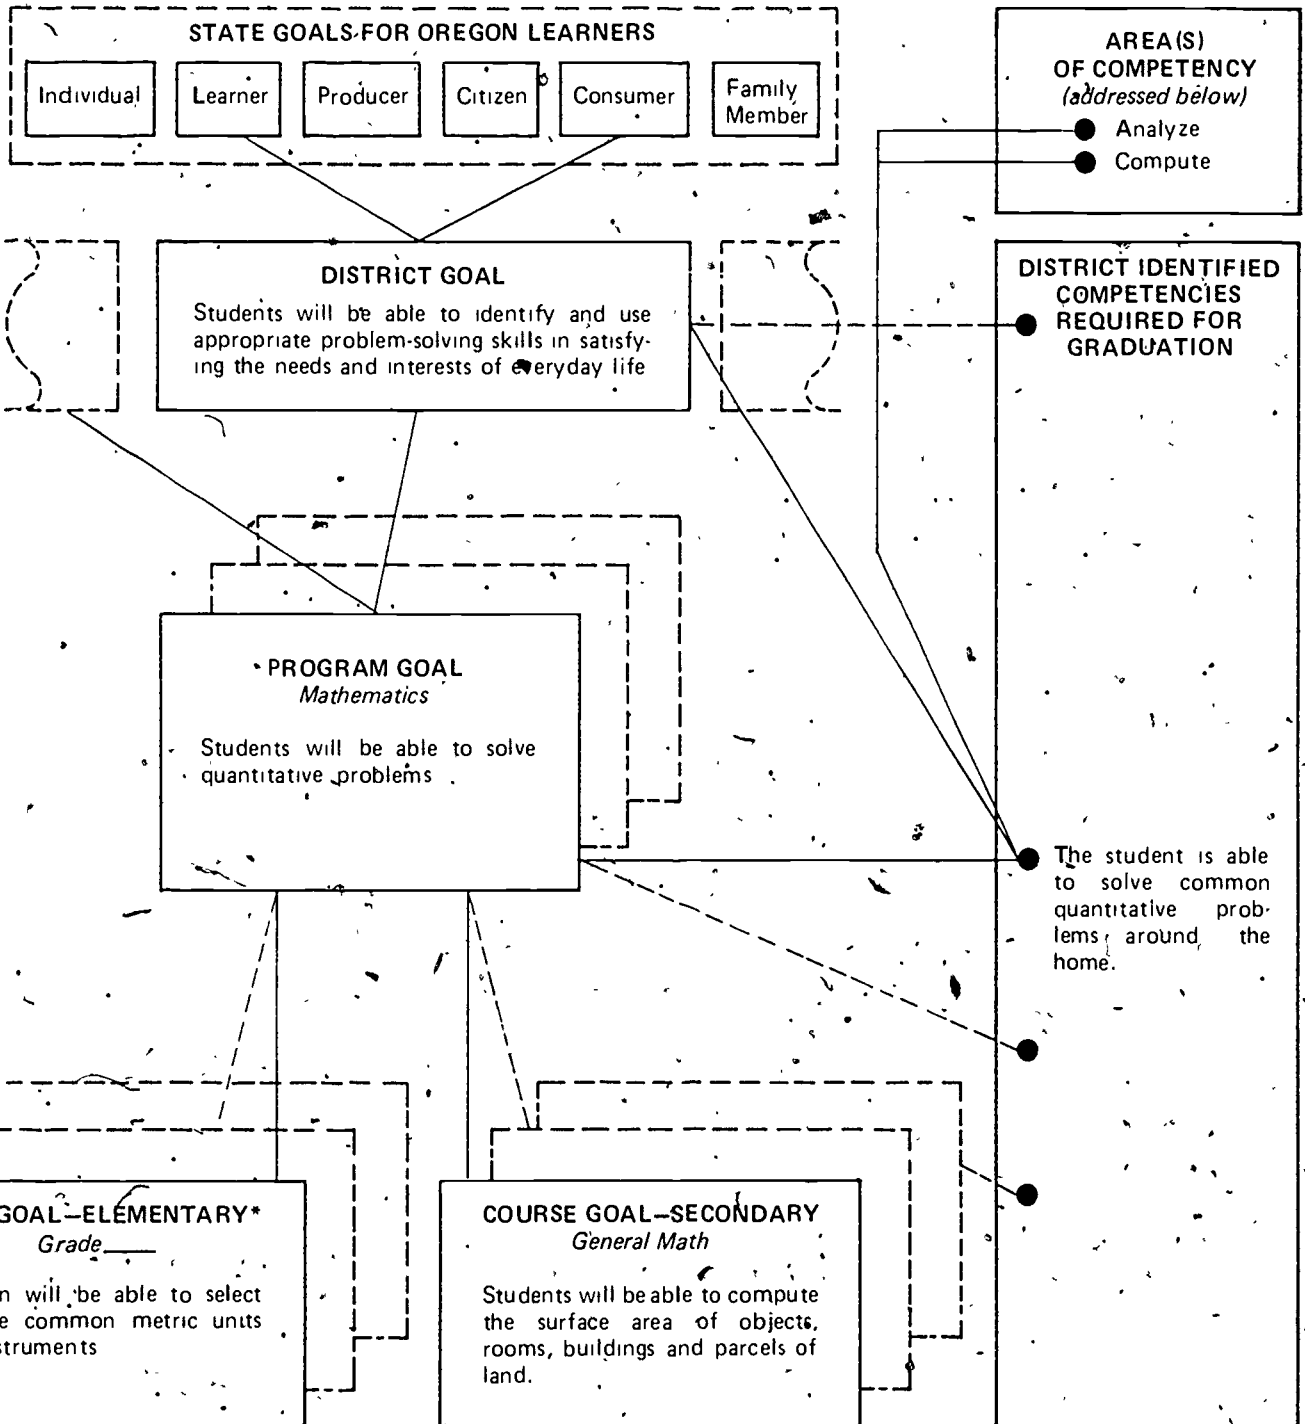 STATE GOALS FOR OREGON LEARNERS
Individual
Learner
Producer
Citizen
Consumer
Family
Member
AREA(S)
OF COMPETENCY
(addressed below)
Analyze
Compute
DISTRICT GOAL
Students will be able to identify and use
appropriate problem-solving skills in satisfy-
ing the needs and interests of everyday life
DISTRICT IDENTIFIED
COMPETENCIES
REQUIRED FOR
GRADUATION
PROGRAM GOAL
Mathematics
Students will be able to solve
quantitative problems
The student is able
to solve common
quantitative prob-
lems around the
home.
GOAL—ELEMENTARY*
Grade____
n will be able to select
e common metric units
struments
COURSE GOAL—SECONDARY
General Math
Students will be able to compute
the surface area of objects,
rooms, buildings and parcels of
land.